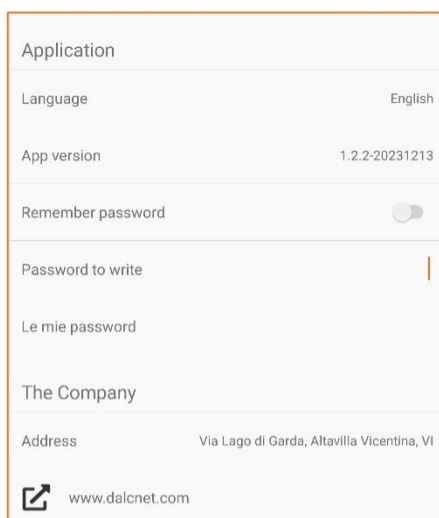 Application
Language English
App version 1.2.2-20231213
Remember password
Password to write
Le mie password
The Company
Address Via Lago di Garda, Altavilla Vicentina, VI
www.dalcnet.com